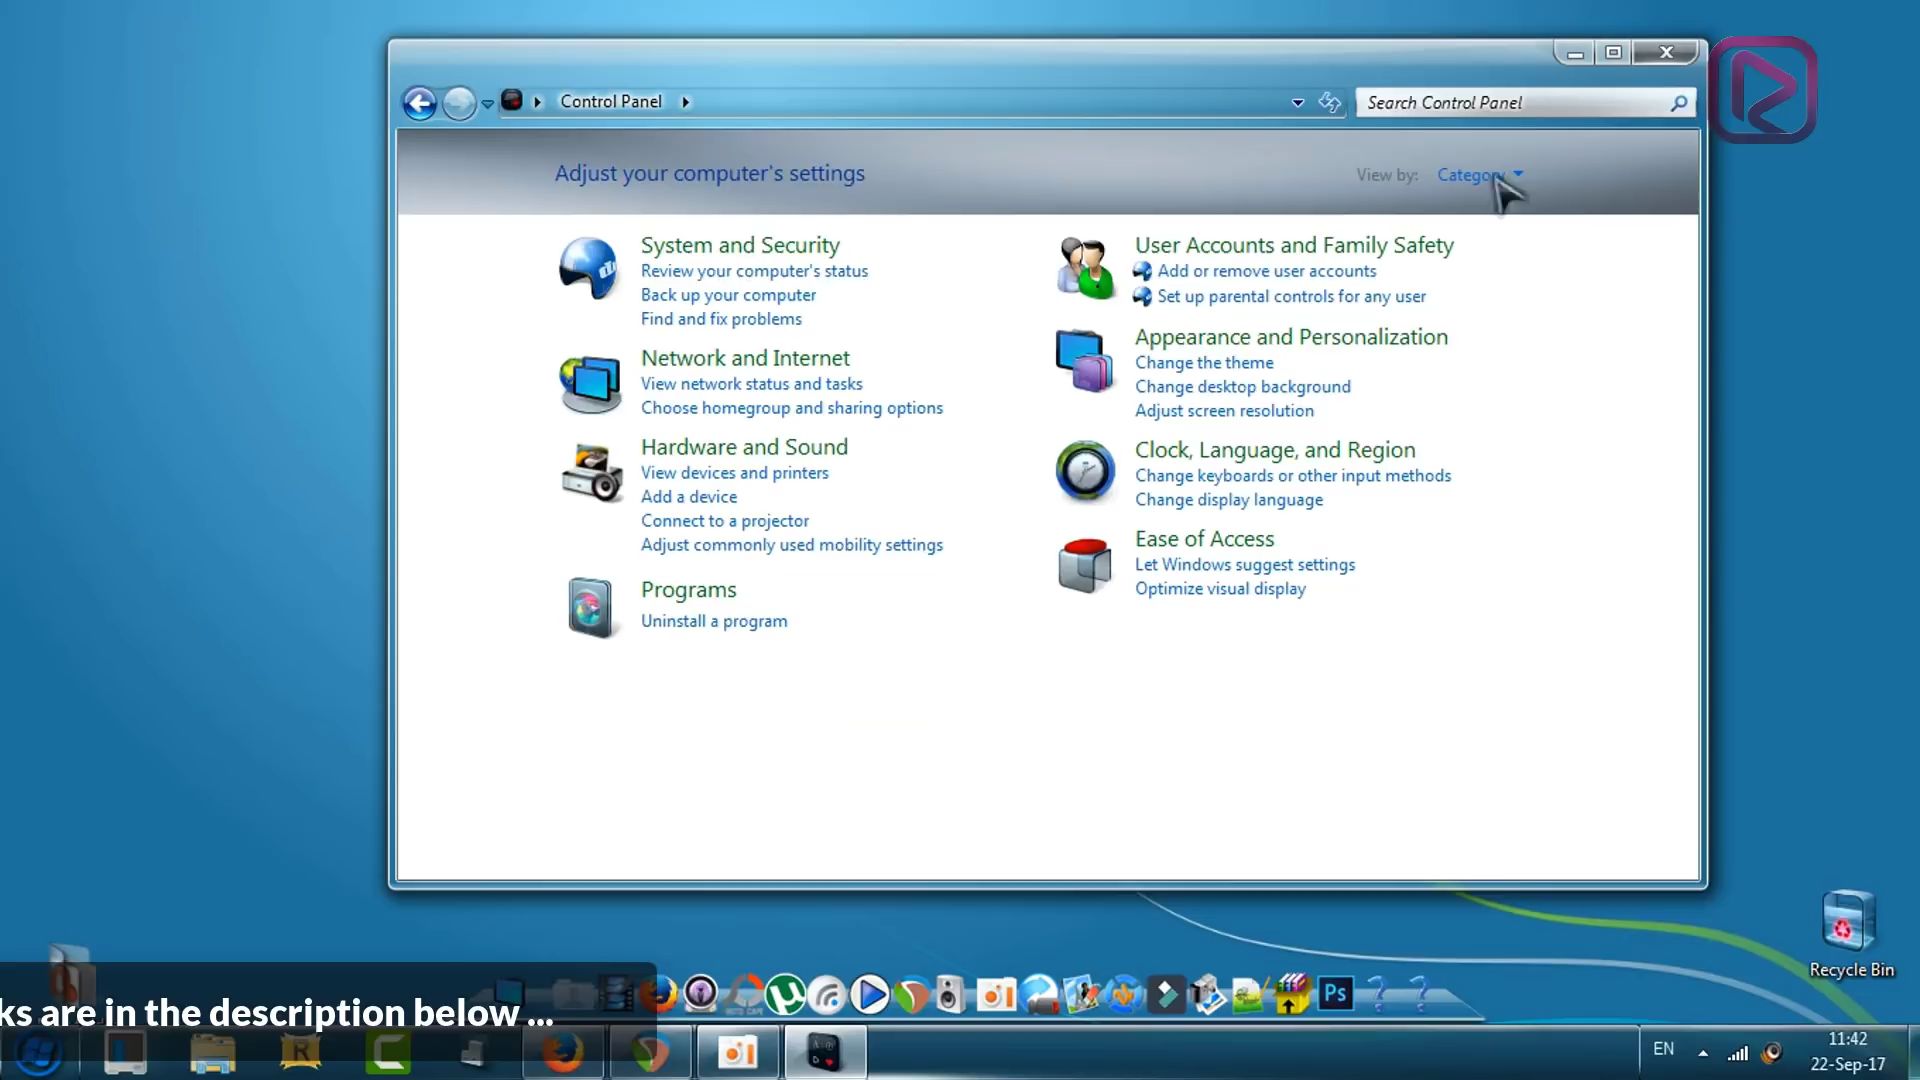 Control Panel
Search Control Panel
Adjust your computer's settings
View by: Category
System and Security
Review your computer's status
Back up your computer
Find and fix problems
Network and Internet
View network status and tasks
Choose homegroup and sharing options
Hardware and Sound
View devices and printers
Add a device
Connect to a projector
Adjust commonly used mobility settings
Programs
Uninstall a program
User Accounts and Family Safety
Add or remove user accounts
Set up parental controls for any user
Appearance and Personalization
Change the theme
Change desktop background
Adjust screen resolution
Clock, Language, and Region
Change keyboards or other input methods
Change display language
Ease of Access
Let Windows suggest settings
Optimize visual display
Recycle Bin
Ps
ks are in the description below ...
EN
11:42
22-Sep-17